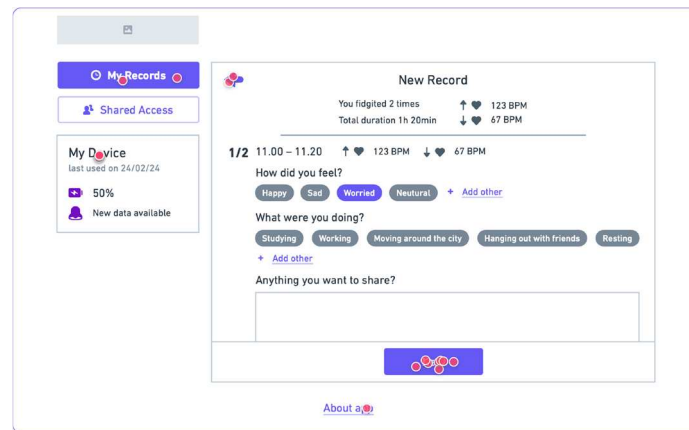 My Records
Shared Access
My Device
last used on 24/02/24
50%
New data available
New Record
You fidgited 2 times
123 BPM
Total duration 1h 20min
67 BPM
1/2 11.00 – 11.20 123 BPM 67 BPM
How did you feel?
Happy Sad Worried Neutural + Add other
What were you doing?
Studying Working Moving around the city Hanging out with friends Resting
+ Add other
Anything you want to share?
About